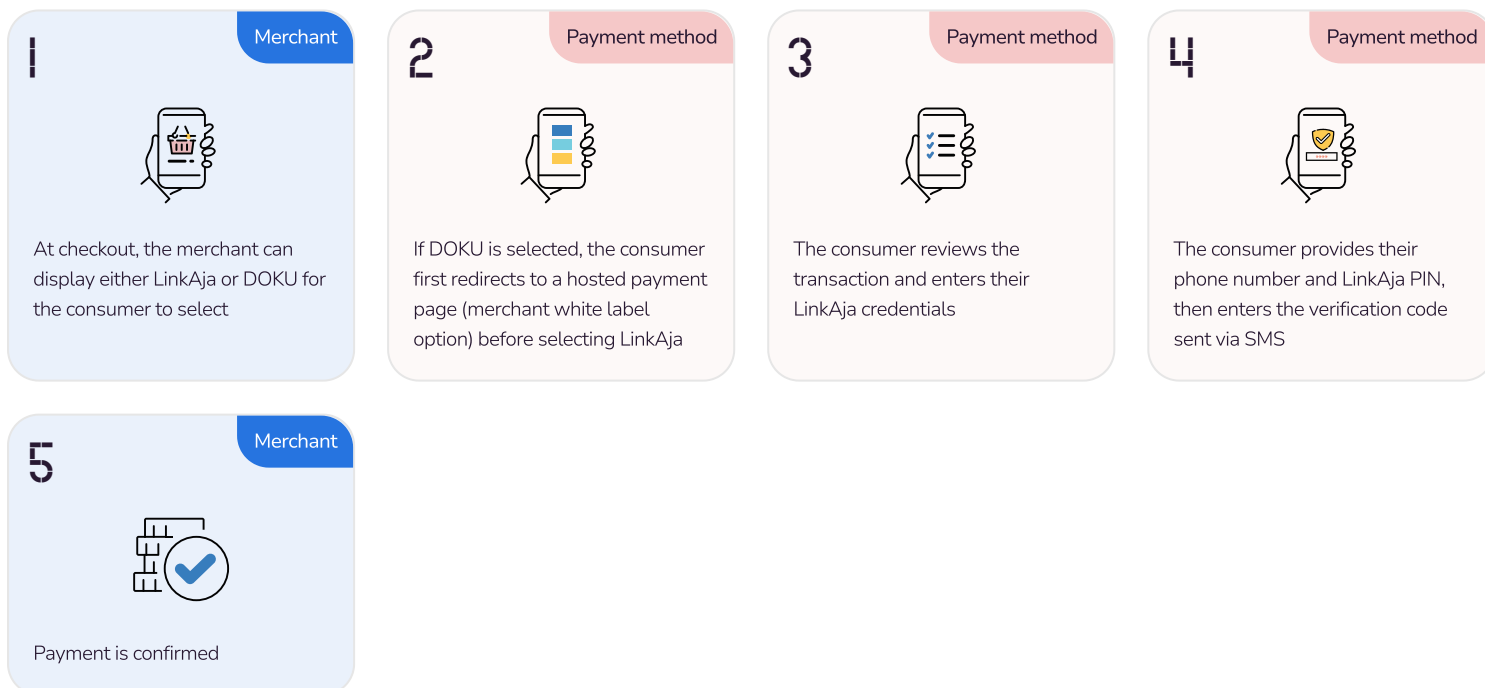 1
Merchant
At checkout, the merchant can
display either LinkAja or DOKU for
the consumer to select
2
Payment method
If DOKU is selected, the consumer
first redirects to a hosted payment
page (merchant white label
option) before selecting LinkAja
3
Payment method
The consumer reviews the
transaction and enters their
LinkAja credentials
4
Payment method
The consumer provides their
phone number and LinkAja PIN,
then enters the verification code
sent via SMS
5
Merchant
Payment is confirmed